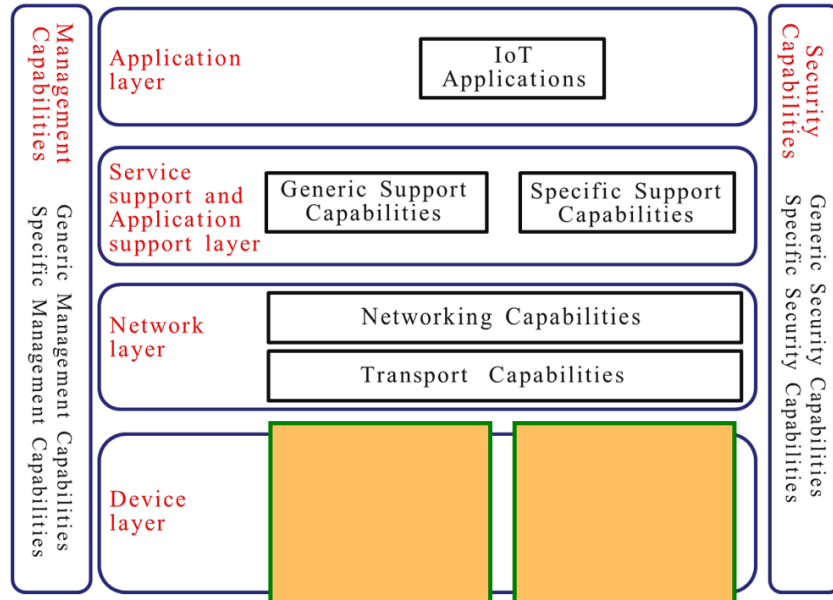 Management
Capabilities
Generic Management Capabilities
Specific Management Capabilities
Application
layer
IoT
Applications
Service
support and
Application
support layer
Generic Support
Capabilities
Specific Support
Capabilities
Network
layer
Networking Capabilities
Transport Capabilities
Device
layer
Security
Capabilities
Generic Security Capabilities
Specific Security Capabilities